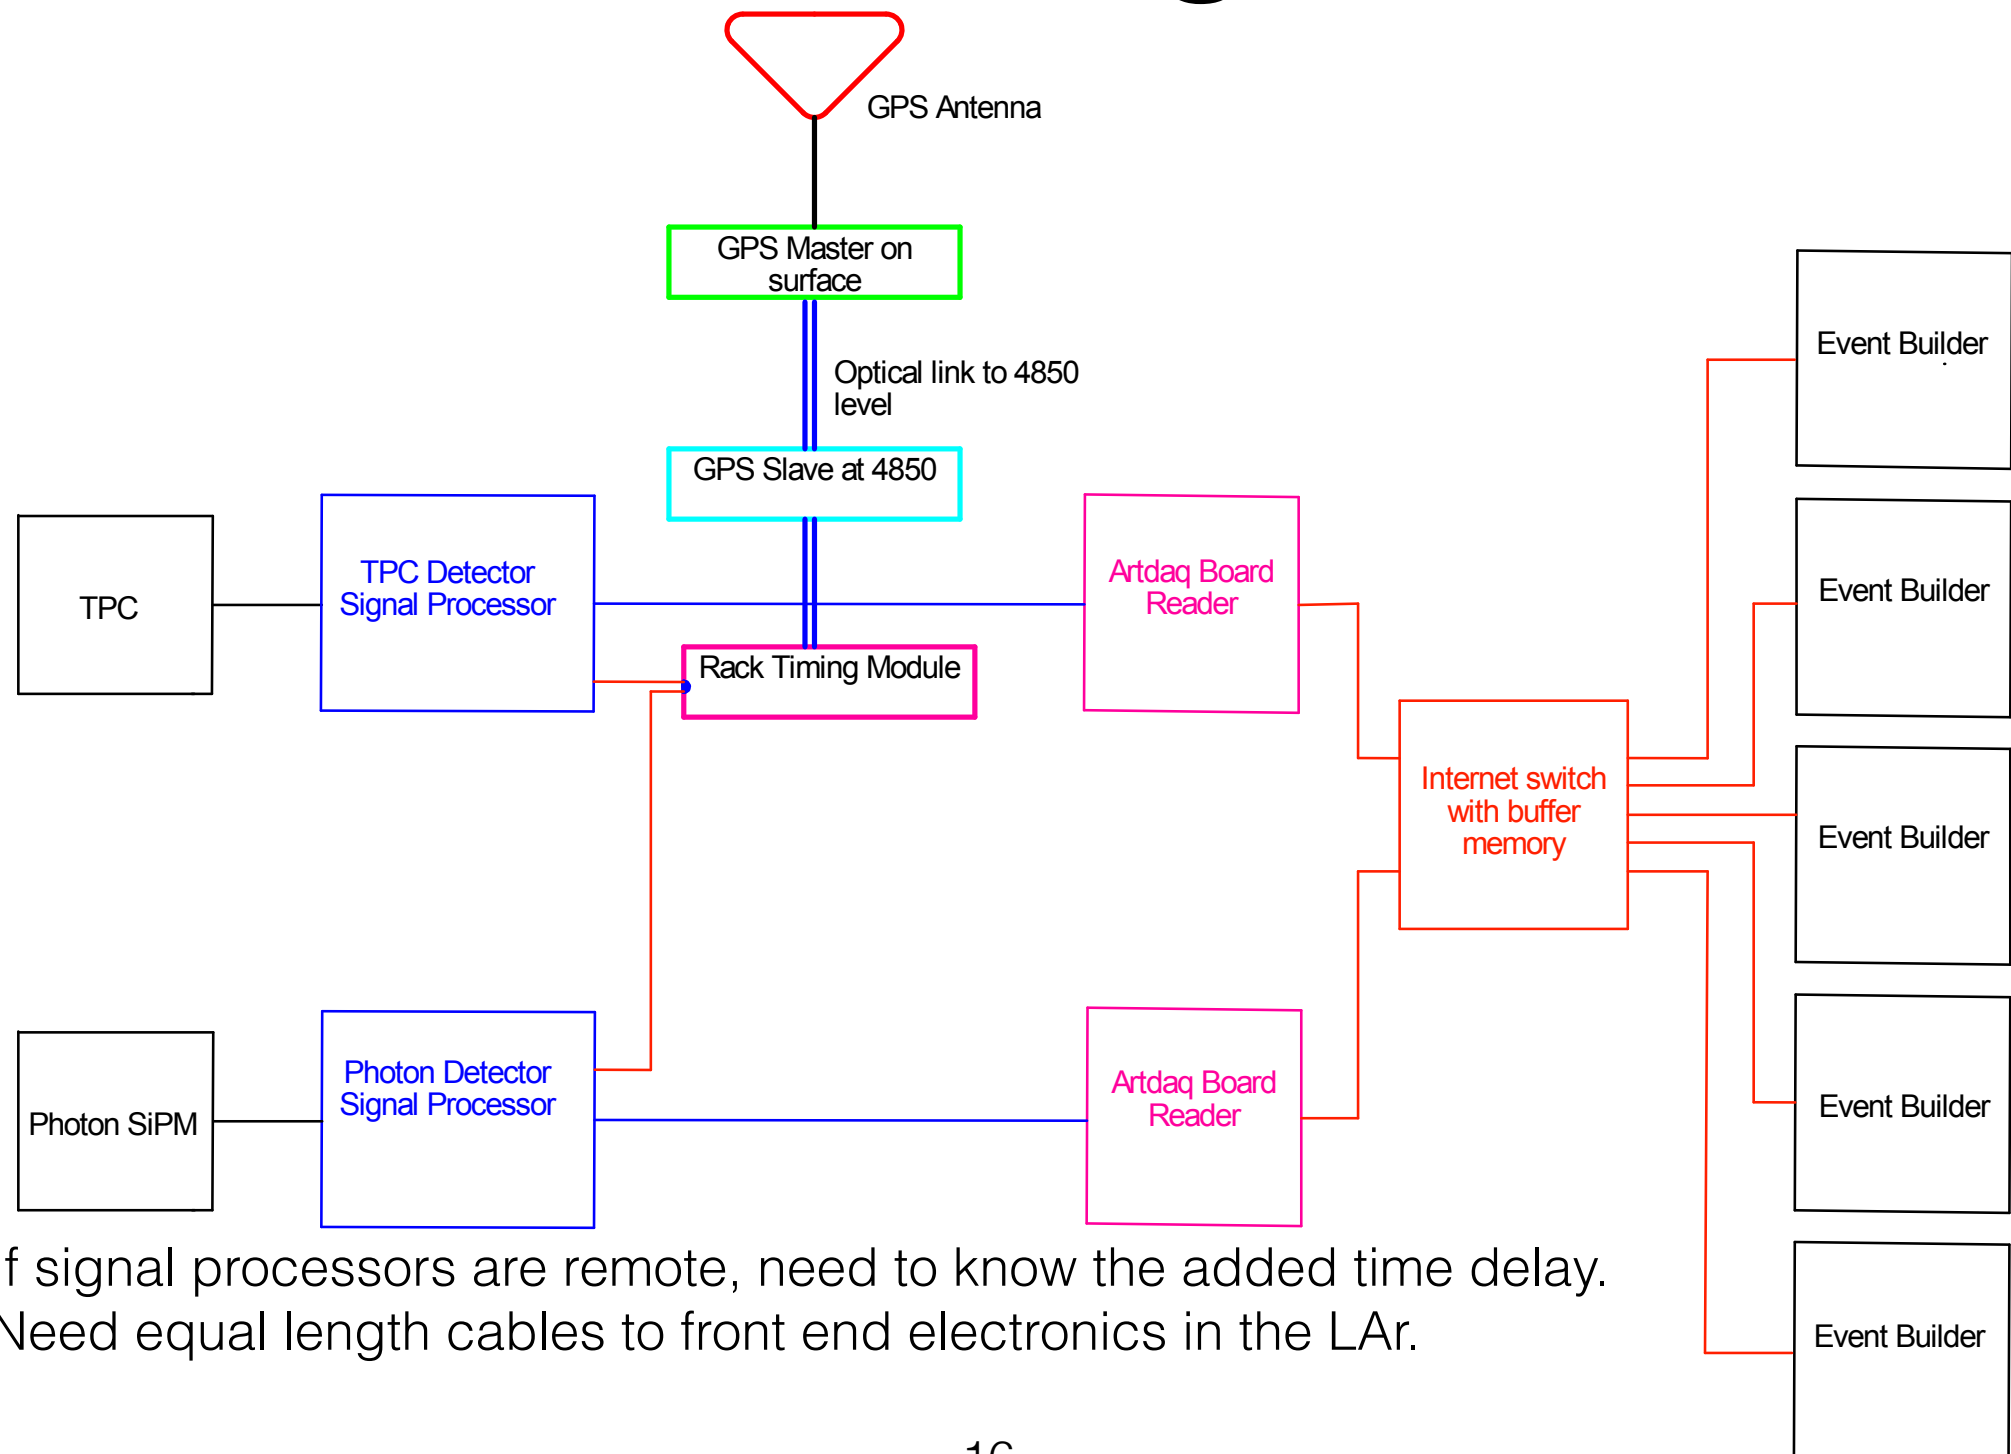 GPS Antenna
GPS Master on
surface
Optical link to 4850
level
GPS Slave at 4850
TPC
TPC Detector
Signal Processor
Rack Timing Module
Artdaq Board
Reader
Internet switch
with buffer
memory
Event Builder
Event Builder
Event Builder
Event Builder
Event Builder
Photon SiPM
Photon Detector
Signal Processor
Artdaq Board
Reader
f signal processors are remote, need to know the added time delay.
Need equal length cables to front end electronics in the LAr.
16